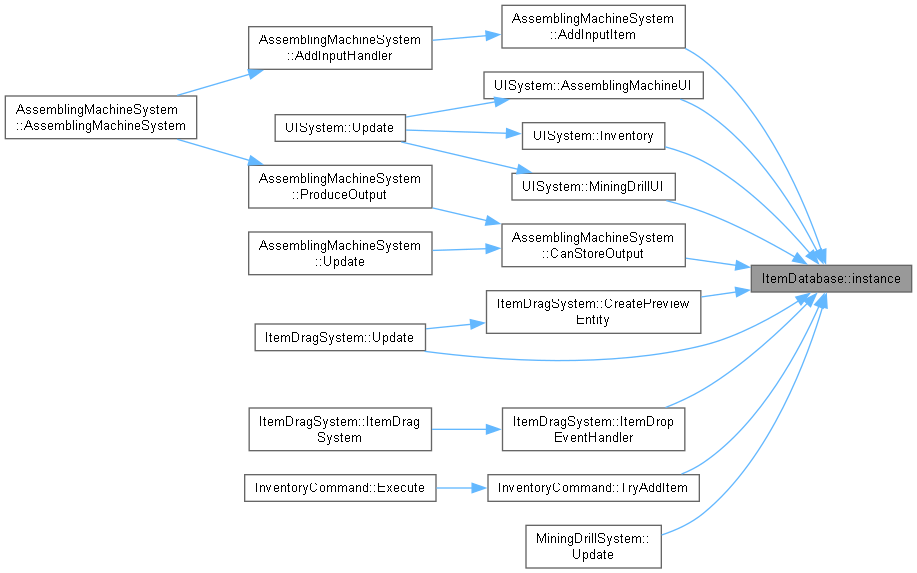 AssemblingMachineSystem
::AddInputItem
AssemblingMachineSystem
::AddInputHandler
UISystem::AssemblingMachineUI
AssemblingMachineSystem
::AssemblingMachineSystem
UISystem::Update
UISystem::Inventory
AssemblingMachineSystem
::ProduceOutput
UISystem::MiningDrillUI
AssemblingMachineSystem
::Update
AssemblingMachineSystem
::CanStoreOutput
ItemDatabase::instance
ItemDragSystem::CreatePreview
Entity
ItemDragSystem::Update
ItemDragSystem::ItemDrag
System
ItemDragSystem::ItemDrop
EventHandler
InventoryCommand::Execute
InventoryCommand::TryAddItem
MiningDrillSystem::
Update